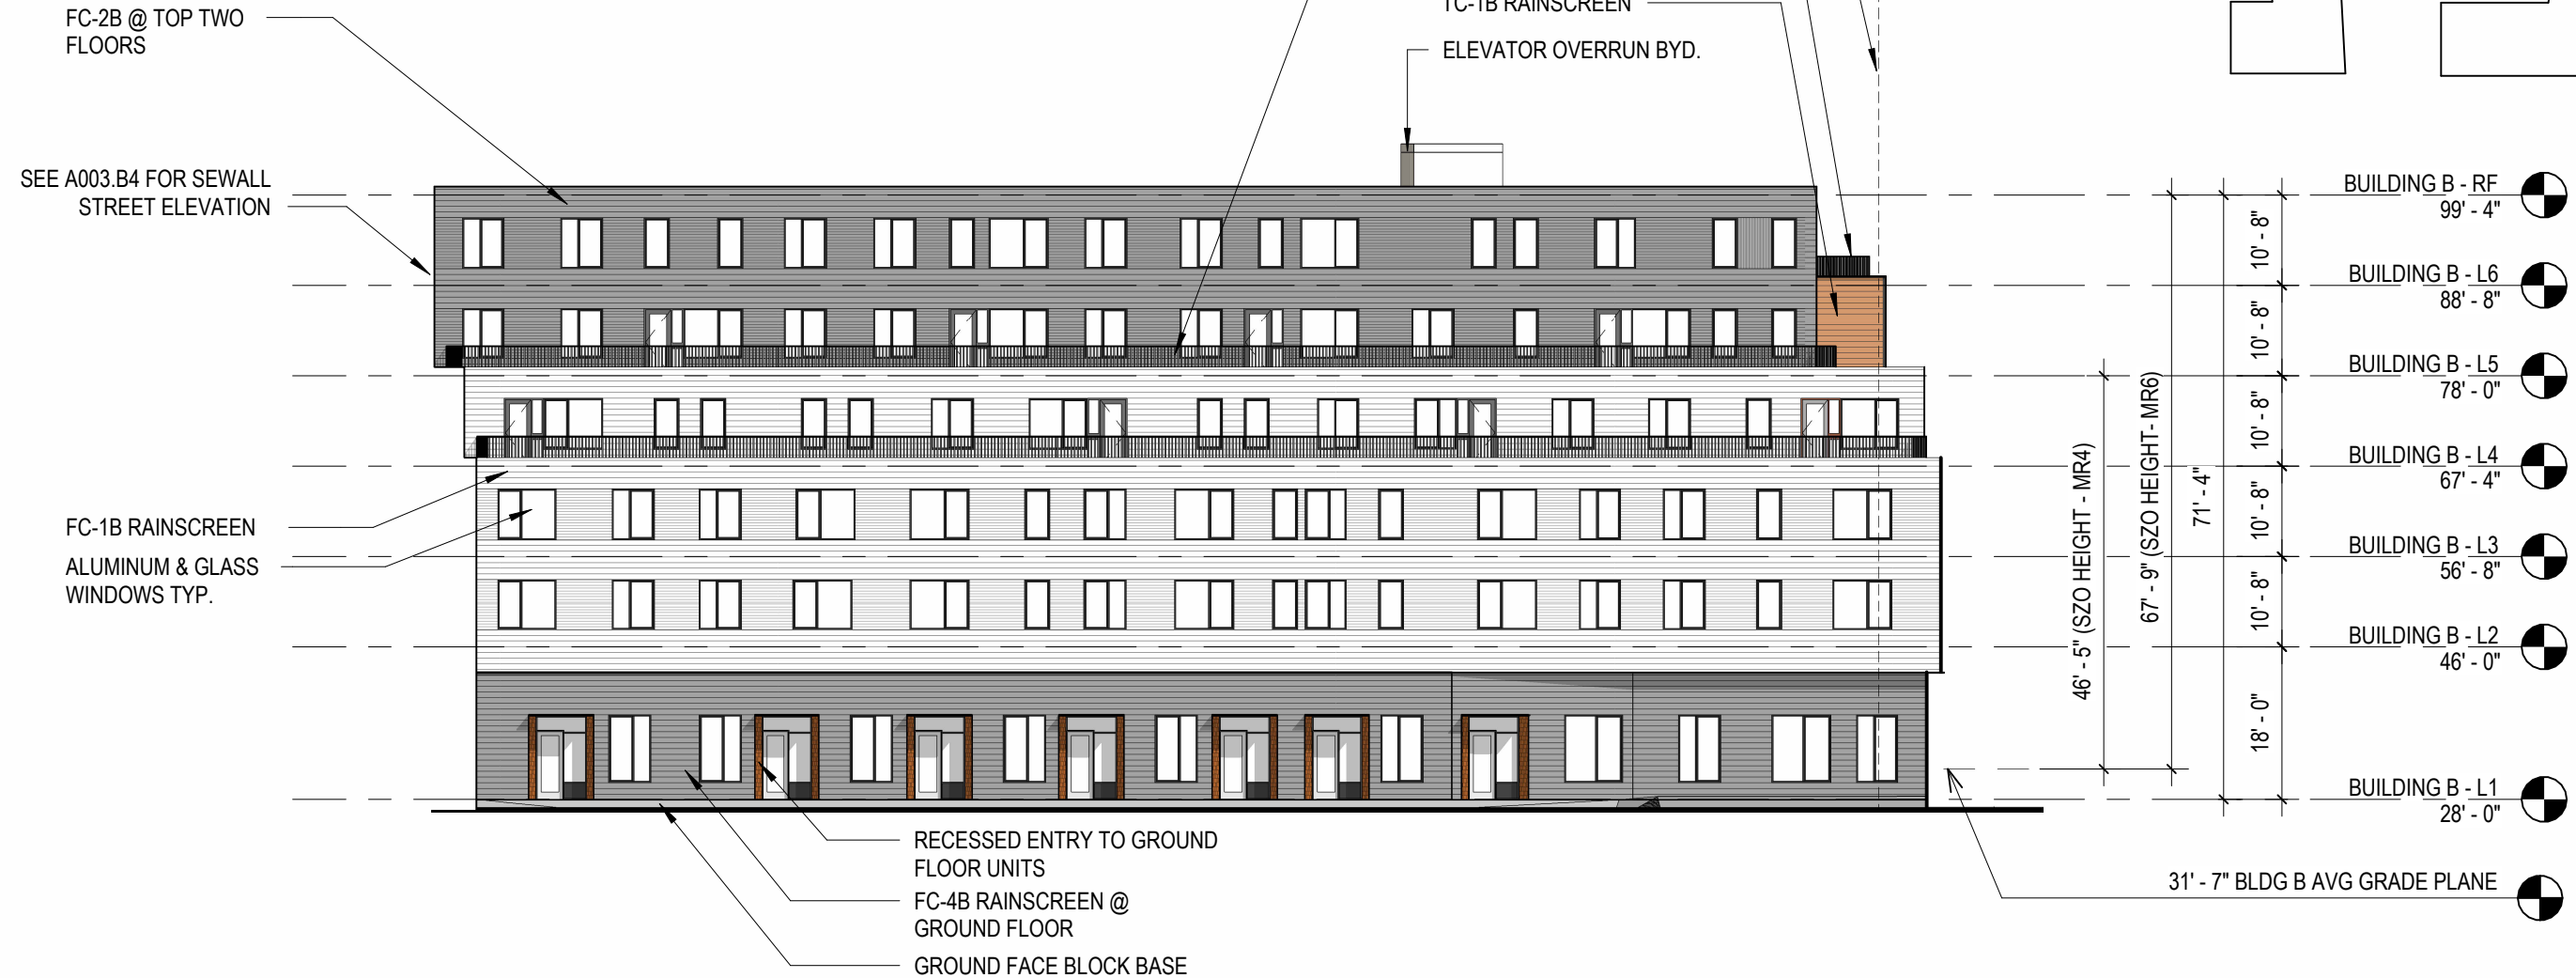 FC-2B @ TOP TWO
FLOORS
RAINSCREEN
ELEVATOR OVERRUN BYD.
SEE A003.B4 FOR SEWALL
STREET ELEVATION
FC-1B RAINSCREEN
ALUMINUM & GLASS
WINDOWS TYP.
RECESSED ENTRY TO GROUND
FLOOR UNITS
FC-4B RAINSCREEN @
GROUND FLOOR
GROUND FACE BLOCK BASE
46' - 5" (SZO HEIGHT - MR4)
67' - 9" (SZO HEIGHT- MR6)
71' - 4"
10' - 8"
10' - 8"
10' - 8"
10' - 8"
10' - 8"
18' - 0"
BUILDING B - RF
99' - 4"
BUILDING B - L6
88' - 8"
BUILDING B - L5
78' - 0"
BUILDING B - L4
67' - 4"
BUILDING B - L3
56' - 8"
BUILDING B - L2
46' - 0"
BUILDING B - L1
28' - 0"
31' - 7" BLDG B AVG GRADE PLANE